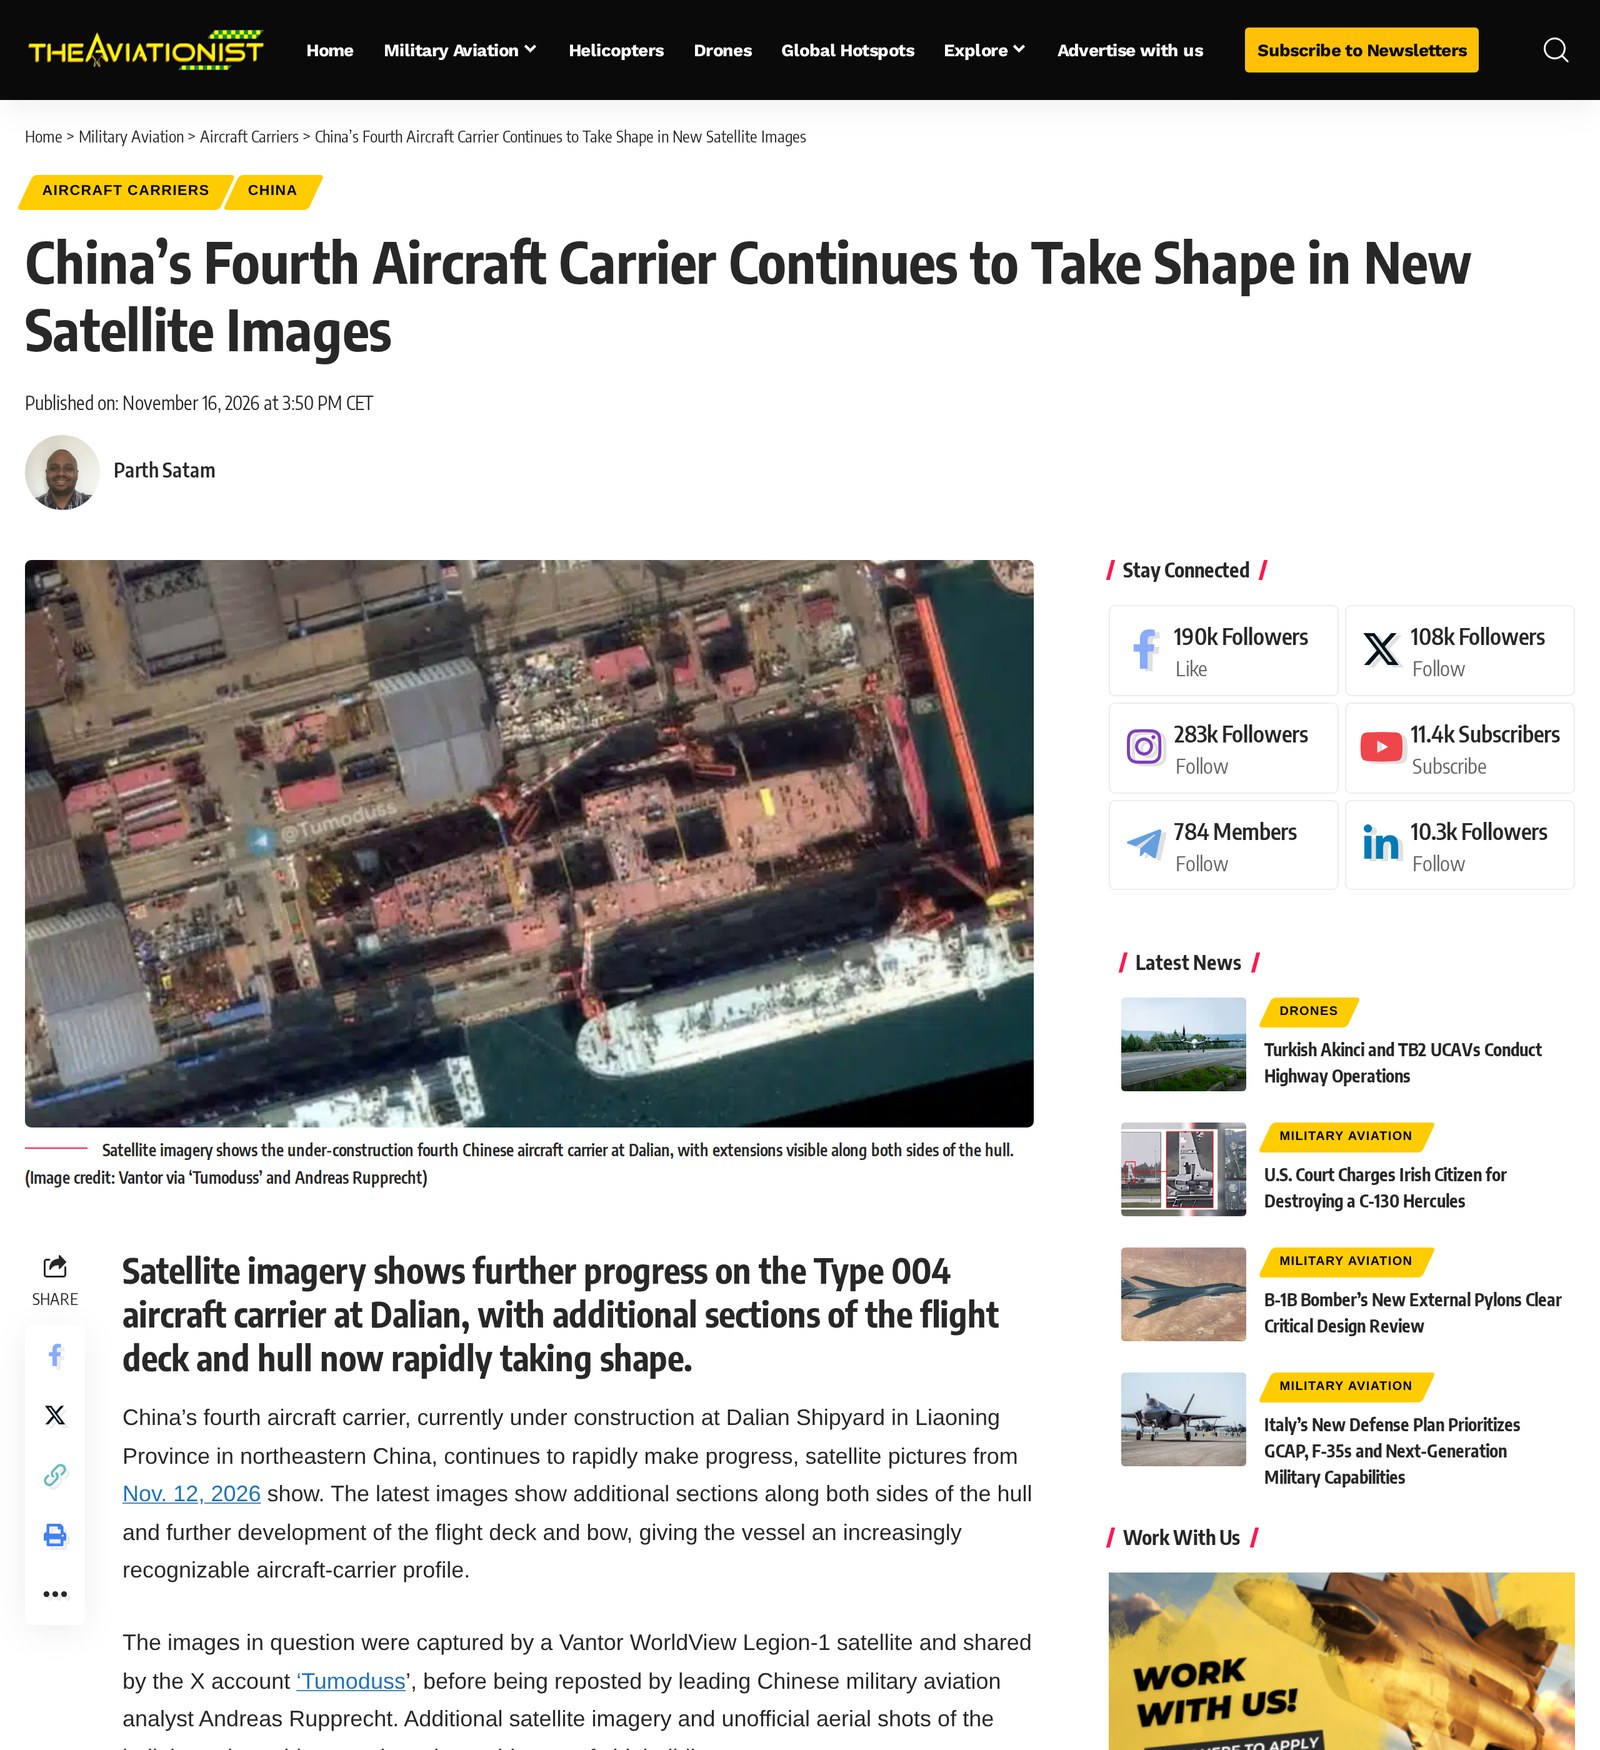 THEAVIATIONIST
Home
Military Aviation
Helicopters
Drones
Global Hotspots
Explore
Advertise with us
Subscribe to Newsletters
Home > Military Aviation > Aircraft Carriers > China’s Fourth Aircraft Carrier Continues to Take Shape in New Satellite Images
AIRCRAFT CARRIERS
CHINA
China’s Fourth Aircraft Carrier Continues to Take Shape in New
Satellite Images
Published on: November 16, 2026 at 3:50 PM CET
Parth Satam
@Tumoduss
Satellite imagery shows the under-construction fourth Chinese aircraft carrier at Dalian, with extensions visible along both sides of the hull.
(Image credit: Vantor via ‘Tumoduss’ and Andreas Rupprecht)
SHARE
Satellite imagery shows further progress on the Type 004
aircraft carrier at Dalian, with additional sections of the flight
deck and hull now rapidly taking shape.
China’s fourth aircraft carrier, currently under construction at Dalian Shipyard in Liaoning
Province in northeastern China, continues to rapidly make progress, satellite pictures from
Nov. 12, 2026 show. The latest images show additional sections along both sides of the hull
and further development of the flight deck and bow, giving the vessel an increasingly
recognizable aircraft-carrier profile.
The images in question were captured by a Vantor WorldView Legion-1 satellite and shared
by the X account ‘Tumoduss’, before being reposted by leading Chinese military aviation
analyst Andreas Rupprecht. Additional satellite imagery and unofficial aerial shots of the
Stay Connected
190k Followers
Like
108k Followers
Follow
283k Followers
Follow
11.4k Subscribers
Subscribe
784 Members
Follow
10.3k Followers
Follow
Latest News
DRONES
Turkish Akinci and TB2 UCAVs Conduct
Highway Operations
MILITARY AVIATION
U.S. Court Charges Irish Citizen for
Destroying a C-130 Hercules
MILITARY AVIATION
B-1B Bomber’s New External Pylons Clear
Critical Design Review
MILITARY AVIATION
Italy’s New Defense Plan Prioritizes
GCAP, F-35s and Next-Generation
Military Capabilities
Work With Us
WORK
WITH US!
TO APPLY